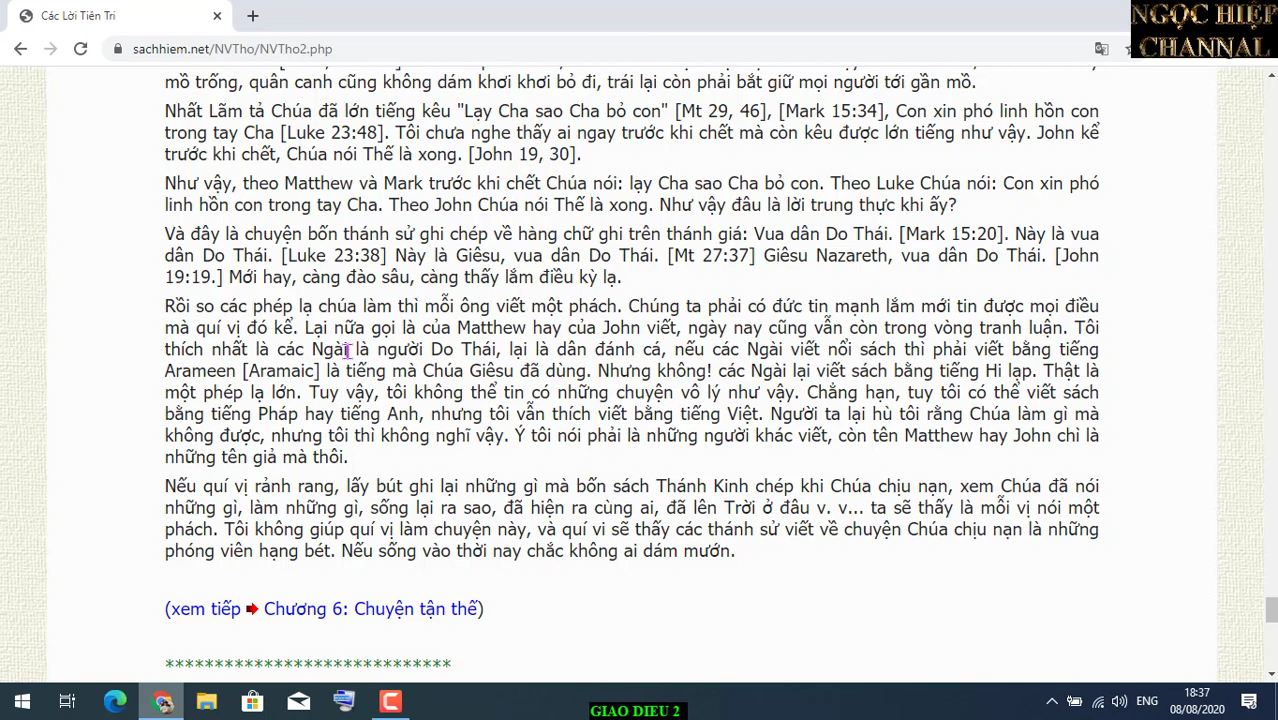 Các Lời Tiên Tri
NGỌC HIỆP
CHANNAL
sachhiem.net/NVTho/NVTho2.php
mồ trống, quân canh cũng không dám khơi khơi bỏ đi, trái lại còn phải bắt giữ mọi người tới gần mồ.
Nhất Lãm tả Chúa đã lớn tiếng kêu "Lạy Cha sao Cha bỏ con" [Mt 29, 46], [Mark 15:34], Con xin phó linh hồn con
trong tay Cha [Luke 23:48]. Tôi chưa nghe thấy ai ngay trước khi chết mà còn kêu được lớn tiếng như vậy. John kể
trước khi chết, Chúa nói Thế là xong. [John 19, 30].
Như vậy, theo Matthew và Mark trước khi chết Chúa nói: lạy Cha sao Cha bỏ con. Theo Luke Chúa nói: Con xin phó
linh hồn con trong tay Cha. Theo John Chúa nói Thế là xong. Như vậy đâu là lời trung thực khi ấy?
Và đây là chuyện bốn thánh sử ghi chép về hàng chữ ghi trên thánh giá: Vua dân Do Thái. [Mark 15:20]. Này là vua
dân Do Thái. [Luke 23:38] Này là Giêsu, vua dân Do Thái. [Mt 27:37] Giêsu Nazareth, vua dân Do Thái. [John
19:19.] Mới hay, càng đào sâu, càng thấy lắm điều kỳ lạ.
Rồi so các phép lạ chúa làm thì mỗi ông viết một phách. Chúng ta phải có đức tin mạnh lắm mới tin được mọi điều
mà quí vị đó kể. Lại nữa gọi là của Matthew hay của John viết, ngày nay cũng vẫn còn trong vòng tranh luận. Tôi
thích nhất là các Ngài là người Do Thái, lại là dân đánh cá, nếu các Ngài viết nổi sách thì phải viết bằng tiếng
Arameen [Aramaic] là tiếng mà Chúa Giêsu đã dùng. Nhưng không! các Ngài lại viết sách bằng tiếng Hi lạp. Thật là
một phép lạ lớn. Tuy vậy, tôi không thể tin có những chuyện vô lý như vậy. Chẳng hạn, tuy tôi có thể viết sách
bằng tiếng Pháp hay tiếng Anh, nhưng tôi vẫn thích viết bằng tiếng Việt. Người ta lại hù tôi rằng Chúa làm gì mà
không được, nhưng tôi thì không nghĩ vậy. Ý tôi nói phải là những người khác viết, còn tên Matthew hay John chỉ là
những tên giả mà thôi.
Nếu quí vị rảnh rang, lấy bút ghi lại những gì mà bốn sách Thánh Kinh chép khi Chúa chịu nạn, xem Chúa đã nói
những gì, làm những gì, sống lại ra sao, đã hiện ra cùng ai, đã lên Trời ở đâu v. v... ta sẽ thấy là mỗi vị nói một
phách. Tôi không giúp quí vị làm chuyện này, và quí vi sẽ thấy các thánh sử viết về chuyện Chúa chịu nạn là những
phóng viên hạng bét. Nếu sống vào thời nay chắc không ai dám mướn.
(xem tiếp Chương 6: Chuyện tận thế)
****************************
ENG
18:37
08/08/2020
GIAO DIEU 2